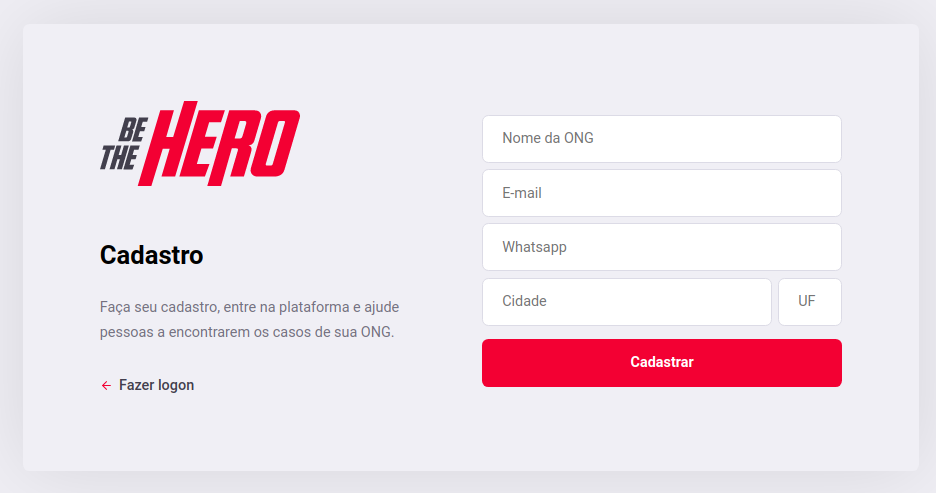 BE
THE
HERO
Cadastro
Faça seu cadastro, entre na plataforma e ajude
pessoas a encontrarem os casos de sua ONG.
Fazer logon
Nome da ONG
E-mail
Whatsapp
Cidade
UF
Cadastrar